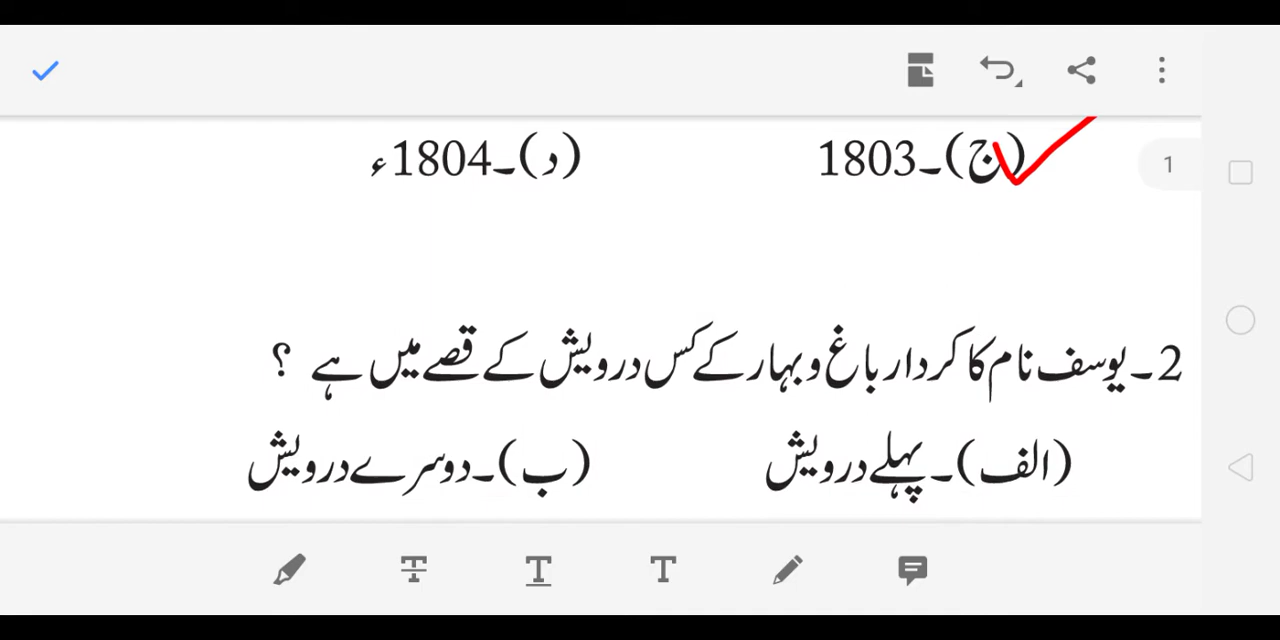 (ج)۔1803 (د)۔1804ء
1
2۔یوسف نام کا کردار باغ و بہار کے کس درویش کے قصے میں ہے ؟
(الف)۔پہلے درویش (ب)۔دوسرے درویش